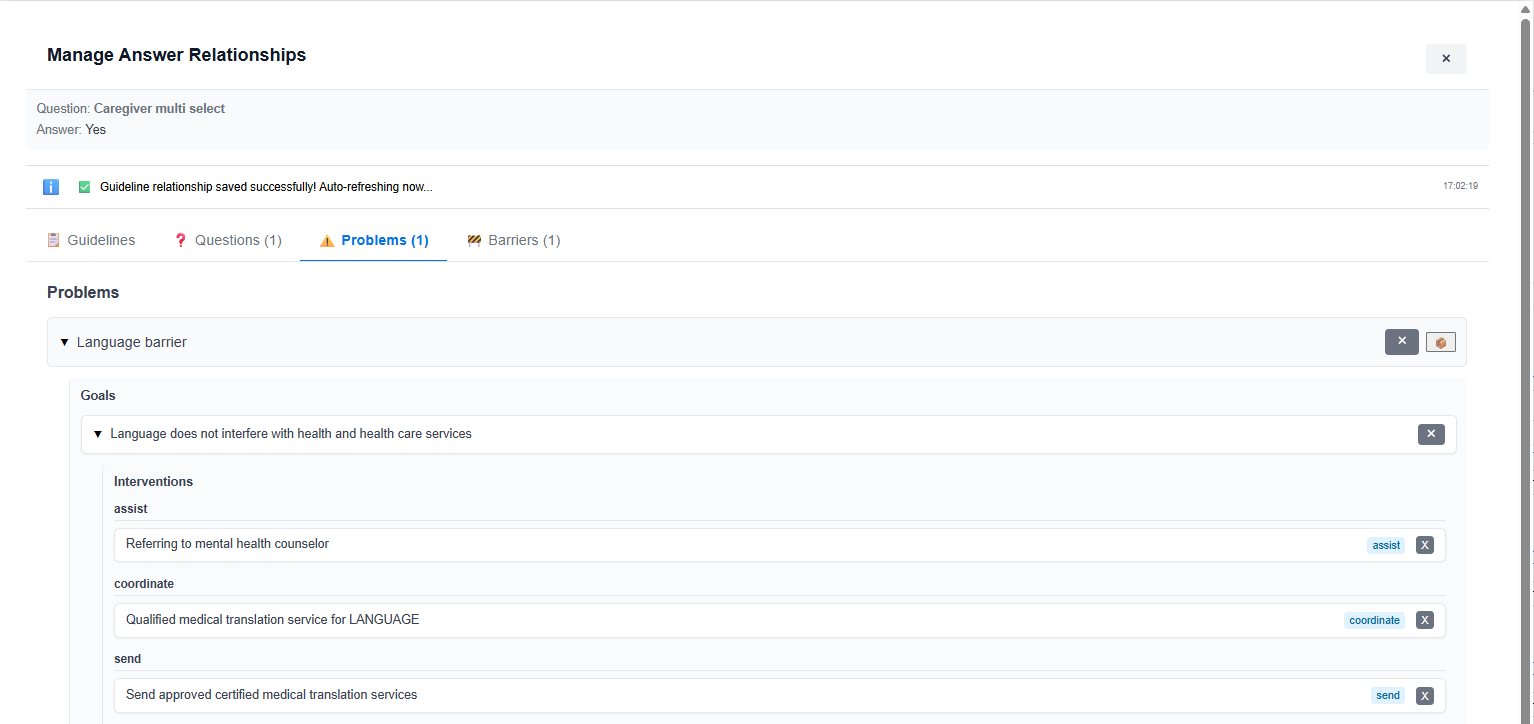 Manage Answer Relationships
×
Question: Caregiver multi select
Answer: Yes
Guideline relationship saved successfully! Auto-refreshing now...
17:02:19
Guidelines
Questions (1)
Problems (1)
Barriers (1)
Problems
▼ Language barrier
×
Goals
▼ Language does not interfere with health and health care services
×
Interventions
assist
Referring to mental health counselor
assist
X
coordinate
Qualified medical translation service for LANGUAGE
coordinate
X
send
Send approved certified medical translation services
send
X